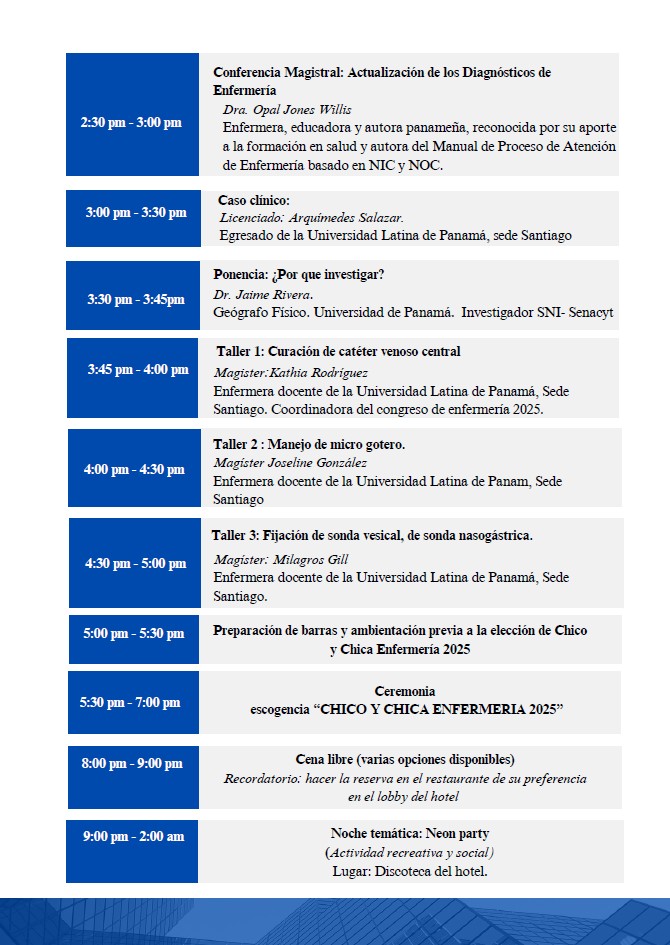 2:30 pm - 3:00 pm
Conferencia Magistral: Actualización de los Diagnósticos de
Enfermería
Dra. Opal Jones Willis
Enfermera, educadora y autora panameña, reconocida por su aporte
a la formación en salud y autora del Manual de Proceso de Atención
de Enfermería basado en NIC y NOC.
3:00 pm - 3:30 pm
Caso clínico:
Licenciado: Arquímedes Salazar.
Egresado de la Universidad Latina de Panamá, sede Santiago
3:30 pm - 3:45pm
Ponencia: ¿Por que investigar?
Dr. Jaime Rivera.
Geógrafo Físico. Universidad de Panamá. Investigador SNI- Senacyt
3:45 pm - 4:00 pm
Taller 1: Curación de catéter venoso central
Magister:Kathia Rodríguez
Enfermera docente de la Universidad Latina de Panamá, Sede
Santiago. Coordinadora del congreso de enfermería 2025.
4:00 pm - 4:30 pm
Taller 2 : Manejo de micro gotero.
Magíster Joseline González
Enfermera docente de la Universidad Latina de Panam, Sede
Santiago
4:30 pm - 5:00 pm
Taller 3: Fijación de sonda vesical, de sonda nasogástrica.
Magíster: Milagros Gill
Enfermera docente de la Universidad Latina de Panamá, Sede
Santiago.
5:00 pm - 5:30 pm
Preparación de barras y ambientación previa a la elección de Chico
y Chica Enfermería 2025
5:30 pm - 7:00 pm
Ceremonia
escogencia “CHICO Y CHICA ENFERMERIA 2025”
8:00 pm - 9:00 pm
Cena libre (varias opciones disponibles)
Recordatorio: hacer la reserva en el restaurante de su preferencia
en el lobby del hotel
9:00 pm - 2:00 am
Noche temática: Neon party
(Actividad recreativa y social)
Lugar: Discoteca del hotel.